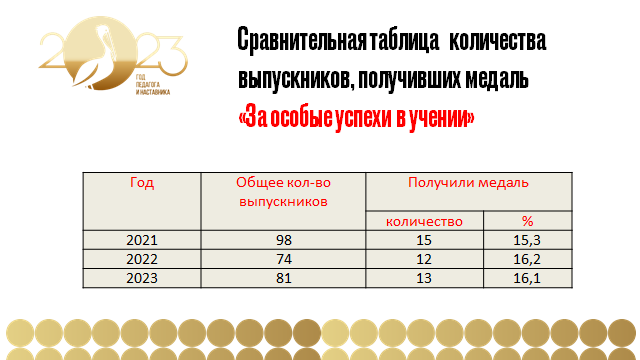 2023
ГОД
ПЕДАГОГА
И НАСТАВНИКА
Сравнительная таблица количества
выпускников, получивших медаль
«За особые успехи в учении»
Год Общее кол-во Получили медаль
выпускников
количество %
2021 98 15 15,3
2022 74 12 16,2
2023 81 13 16,1